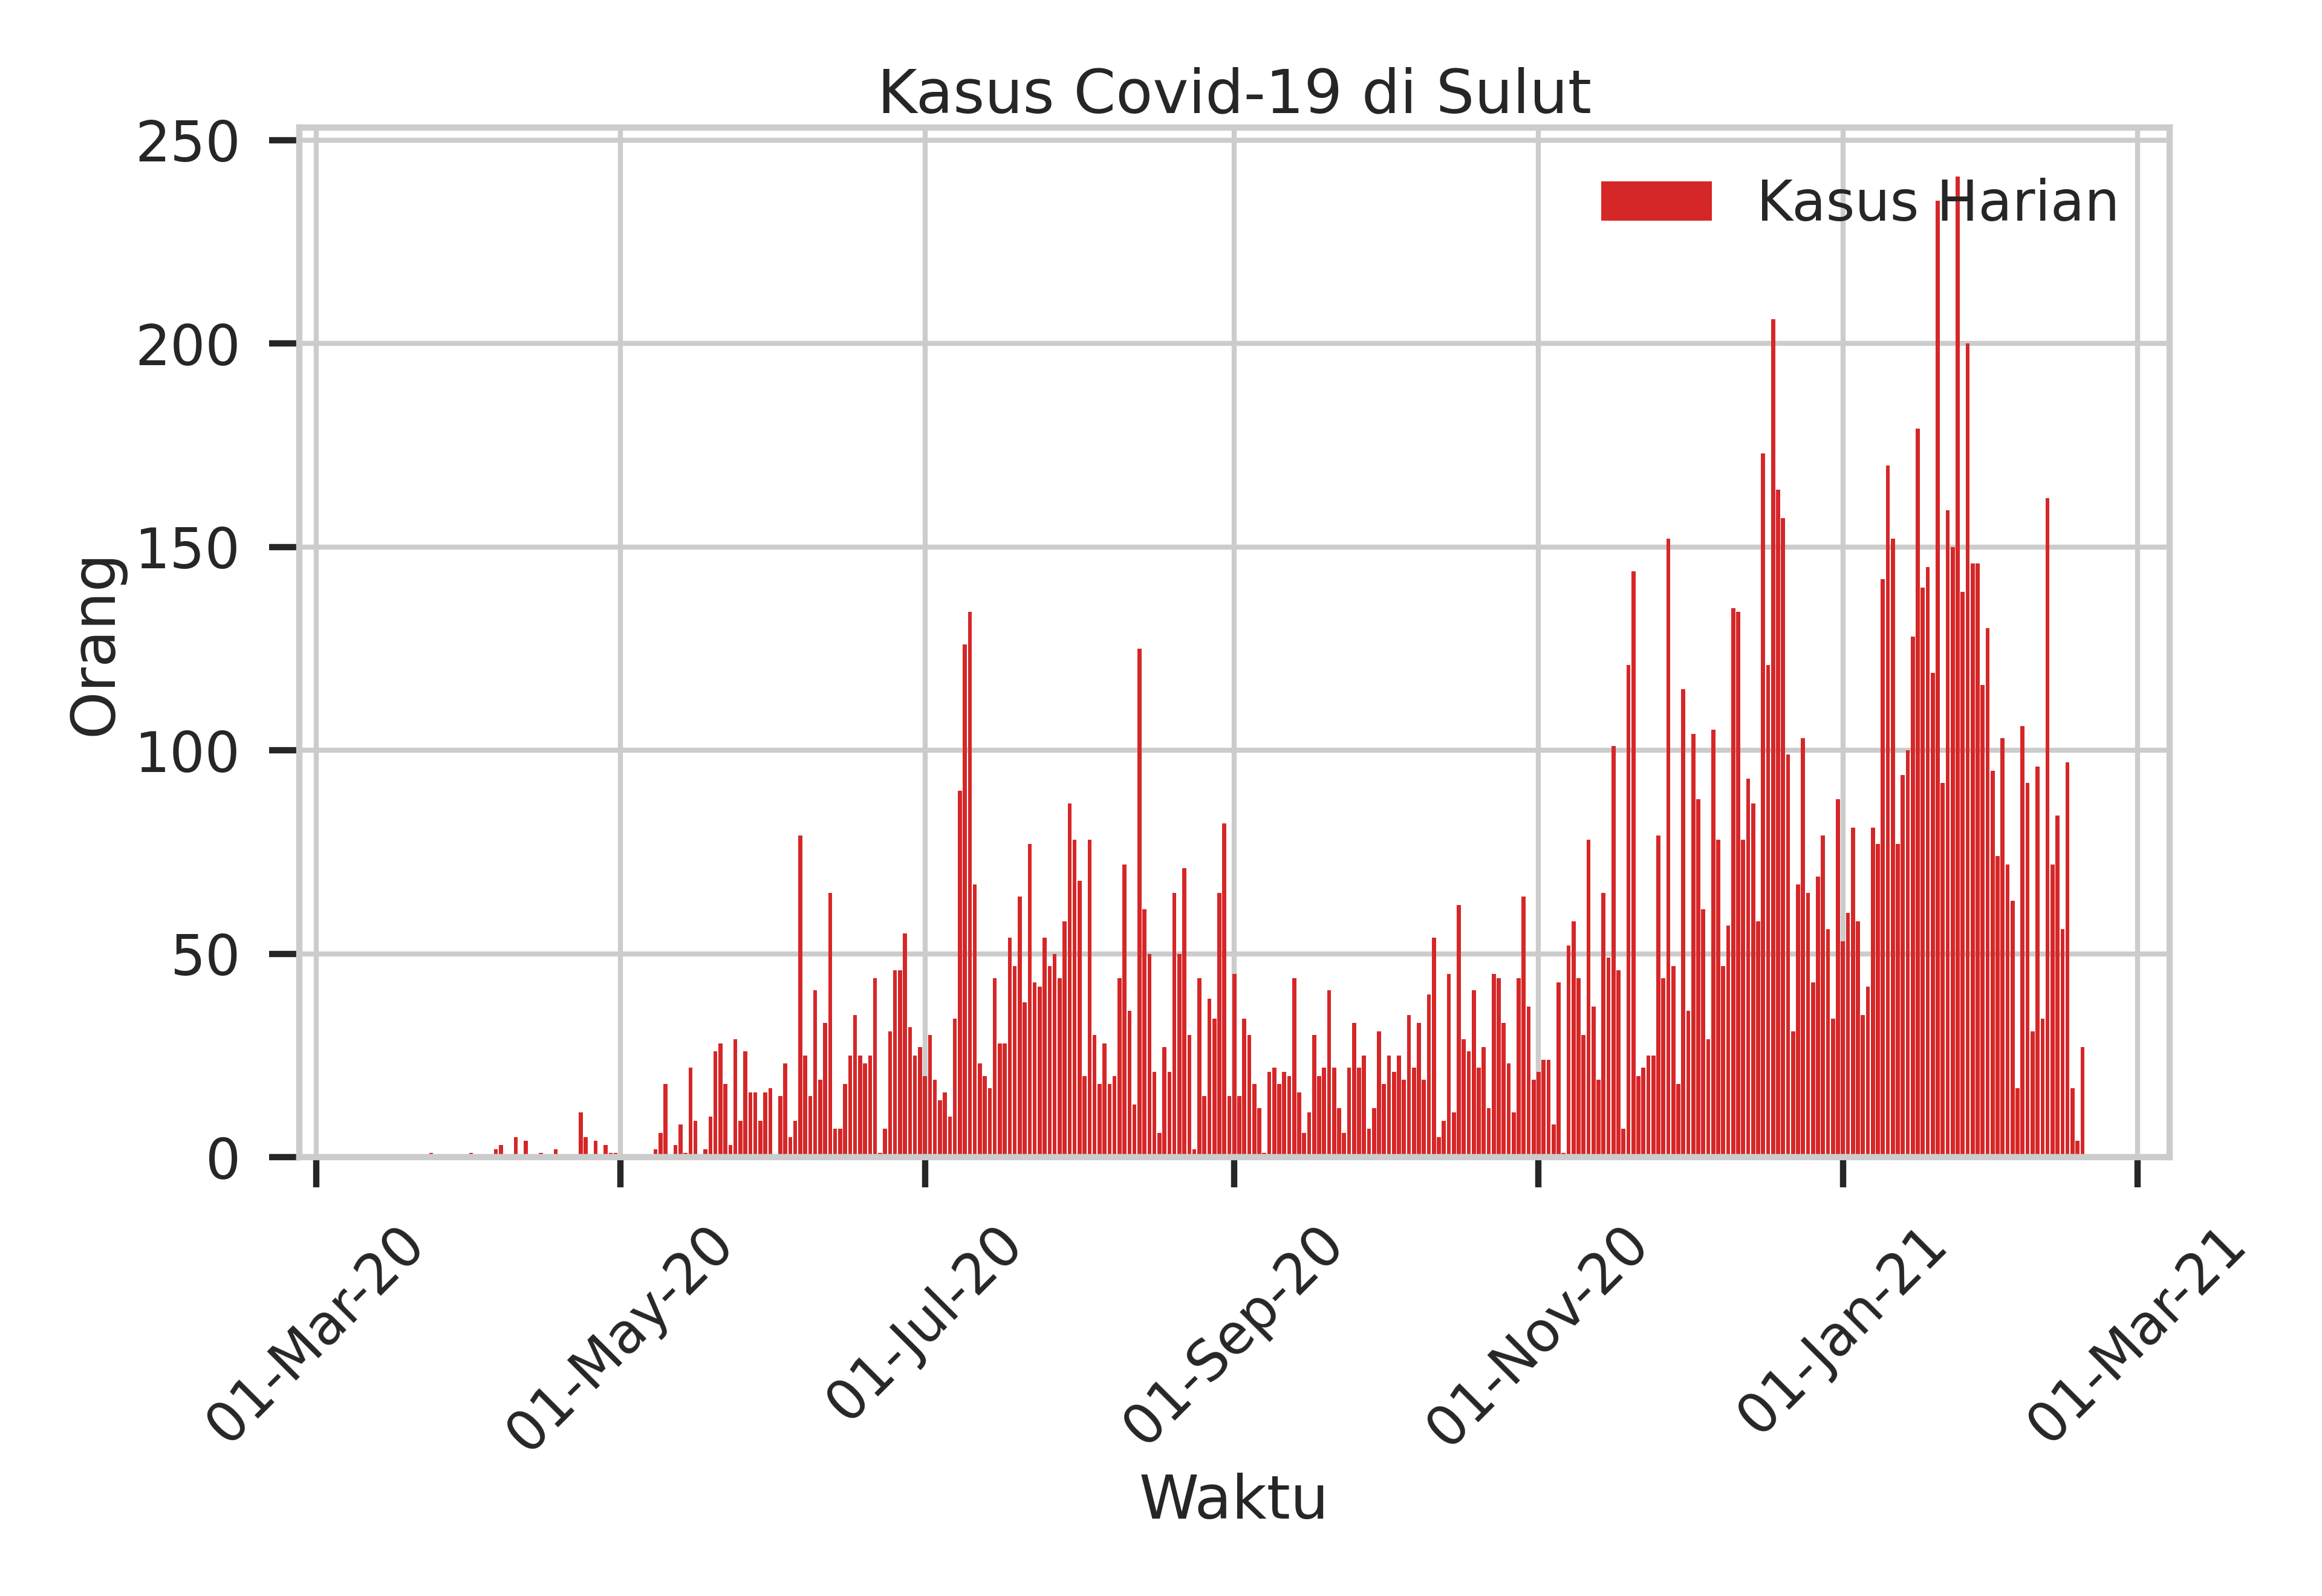 Kasus Covid-19 di Sulut
Kasus Harian
Orang
250
200
150
100
50
0
01-Mar-20
01-May-20
01-Jul-20
01-Sep-20
01-Nov-20
01-Jan-21
01-Mar-21
Waktu